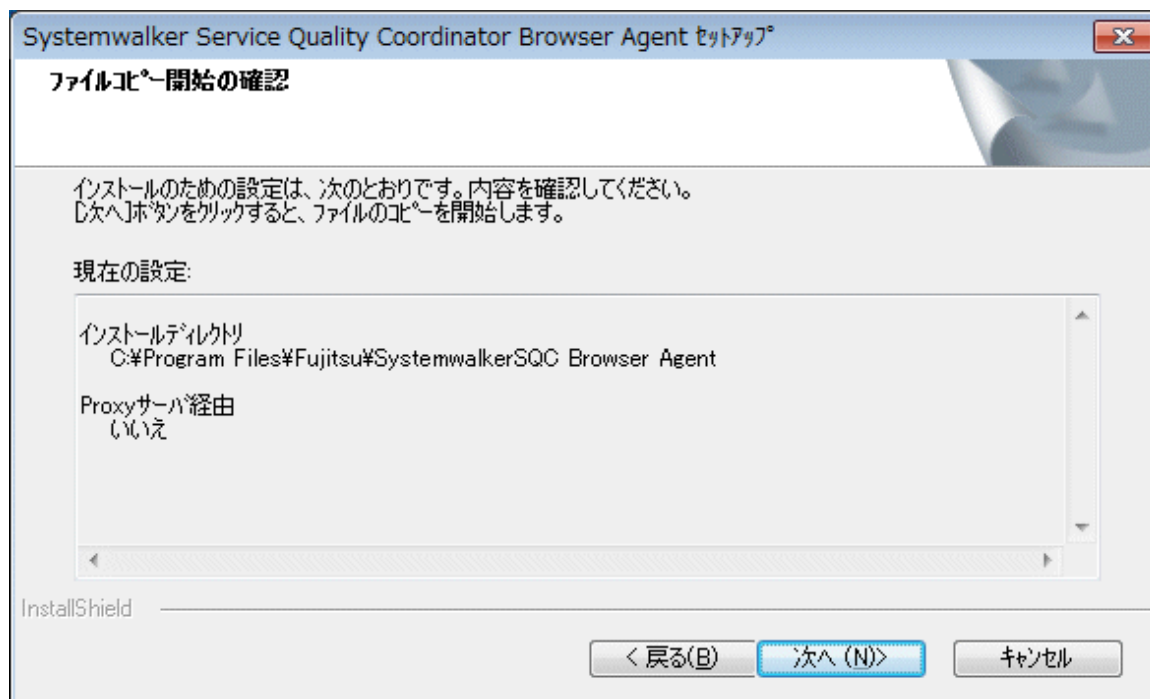 Systemwalker Service Quality Coordinator Browser Agent ｾｯﾄｱｯﾌﾟ
ﾌｧｲﾙｺﾋﾟｰ開始の確認
ｲﾝｽﾄｰﾙのための設定は、次のとおりです。内容を確認してください。
[次へ]ﾎﾞﾀﾝをｸﾘｯｸすると、ﾌｧｲﾙのｺﾋﾟｰを開始します。
現在の設定:
ｲﾝｽﾄｰﾙﾃﾞｨﾚｸﾄﾘ
C:¥Program Files¥Fujitsu¥SystemwalkerSQC Browser Agent
Proxyｻｰﾊﾞ経由
いいえ
InstallShield
< 戻る(B)
次へ (N)>
ｷｬﾝｾﾙ